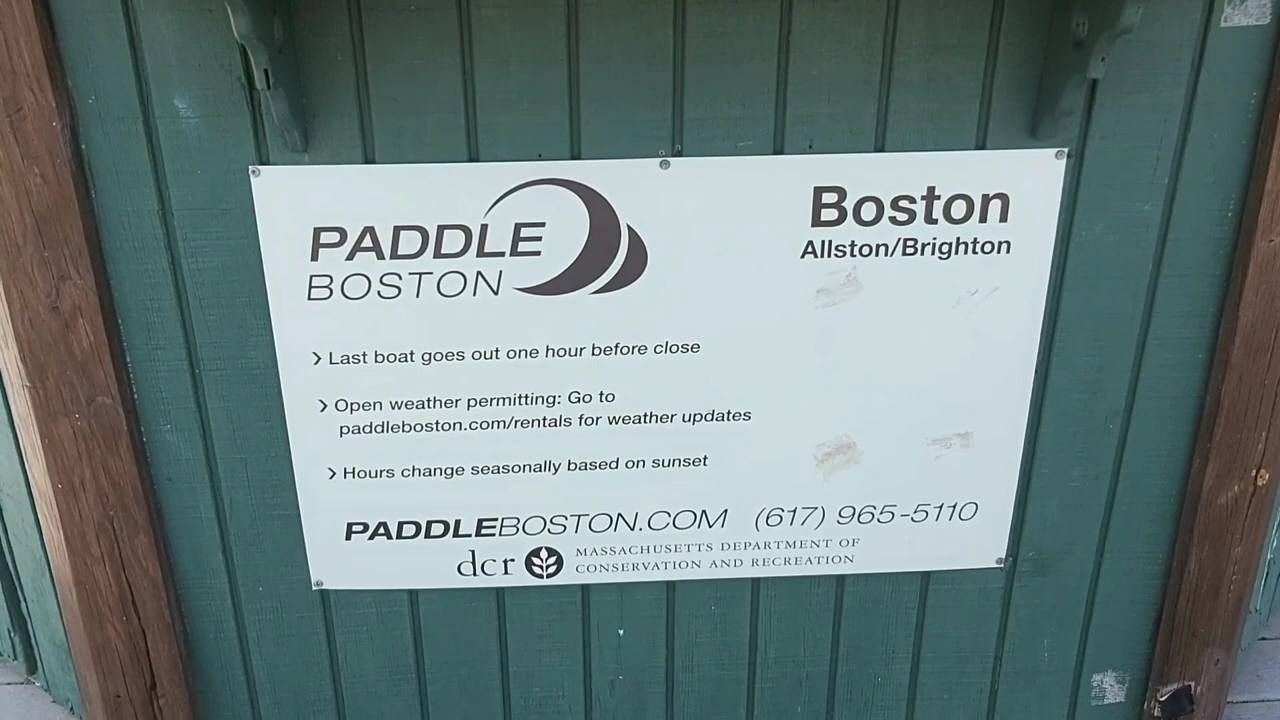 PADDLE
BOSTON
Boston
Allston/Brighton
› Last boat goes out one hour before close
› Open weather permitting: Go to
paddleboston.com/rentals for weather updates
› Hours change seasonally based on sunset
PADDLEBOSTON.COM (617) 965-5110
dcr MASSACHUSETTS DEPARTMENT OF
CONSERVATION AND RECREATION